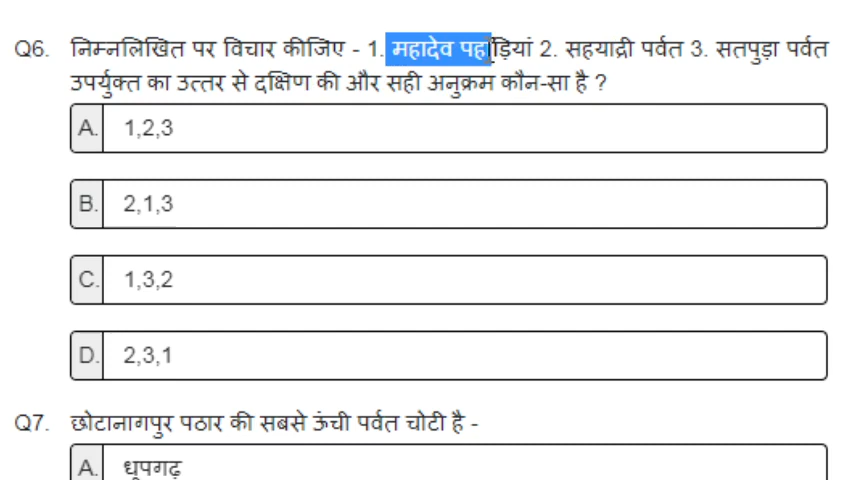 Q6. निम्नलिखित पर विचार कीजिए - 1. महादेव पहाड़ियां 2. सहयाद्री पर्वत 3. सतपुड़ा पर्वत
उपर्युक्त का उत्तर से दक्षिण की और सही अनुक्रम कौन-सा है ?
A. 1,2,3
B. 2,1,3
C. 1,3,2
D. 2,3,1
Q7. छोटानागपुर पठार की सबसे ऊंची पर्वत चोटी है -
A. धूपगढ़